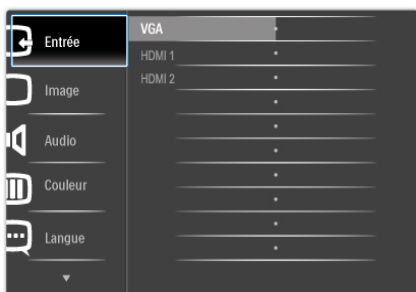 Entrée
Image
Audio
Couleur
Langue
VGA
HDMI 1
HDMI 2